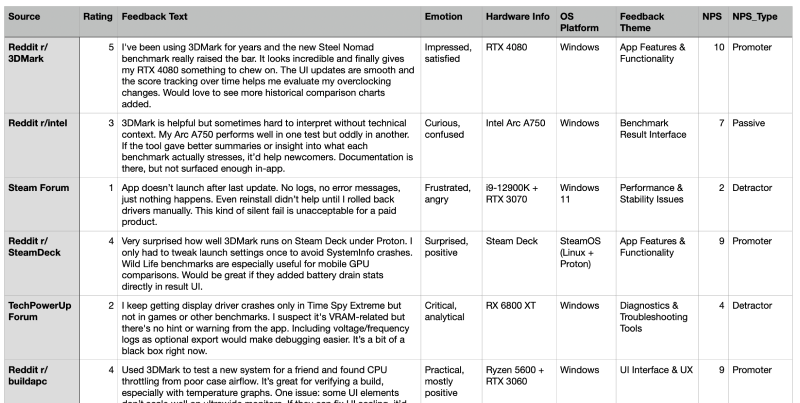 Source Rating Feedback Text Emotion Hardware Info OS Platform Feedback Theme NPS NPS_Type
Reddit r/3DMark 5 I've been using 3DMark for years and the new Steel Nomad
benchmark really raised the bar. It looks incredible and finally gives
my RTX 4080 something to chew on. The UI updates are smooth and
the score tracking over time helps me evaluate my overclocking
changes. Would love to see more historical comparison charts
added.
Impressed, satisfied RTX 4080 Windows App Features & Functionality 10 Promoter
Reddit r/intel 3 3DMark is helpful but sometimes hard to interpret without technical
context. My Arc A750 performs well in one test but oddly in another.
If the tool gave better summaries or insight into what each
benchmark actually stresses, it'd help newcomers. Documentation is
there, but not surfaced enough in-app.
Curious, confused Intel Arc A750 Windows Benchmark Result Interface 7 Passive
Steam Forum 1 App doesn't launch after last update. No logs, no error messages,
just nothing happens. Even reinstall didn't help until I rolled back
drivers manually. This kind of silent fail is unacceptable for a paid
product.
Frustrated, angry i9-12900K + RTX 3070 Windows 11 Performance & Stability Issues 2 Detractor
Reddit r/SteamDeck 4 Very surprised how well 3DMark runs on Steam Deck under Proton. I
only had to tweak launch settings once to avoid SystemInfo crashes.
Wild Life benchmarks are especially useful for mobile GPU
comparisons. Would be great if they added battery drain stats
directly in result UI.
Surprised, positive Steam Deck SteamOS (Linux + Proton) App Features & Functionality 9 Promoter
TechPowerUp Forum 2 I keep getting display driver crashes only in Time Spy Extreme but
not in games or other benchmarks. I suspect it's VRAM-related but
there's no hint or warning from the app. Including voltage/frequency
logs as optional export would make debugging easier. It's a bit of a
black box right now.
Critical, analytical RX 6800 XT Windows Diagnostics & Troubleshooting Tools 4 Detractor
Reddit r/buildapc 4 Used 3DMark to test a new system for a friend and found CPU
throttling from poor case airflow. It's great for verifying a build,
especially with temperature graphs. One issue: some UI elements
Practical, mostly positive Ryzen 5600 + RTX 3060 Windows UI Interface & UX 9 Promoter